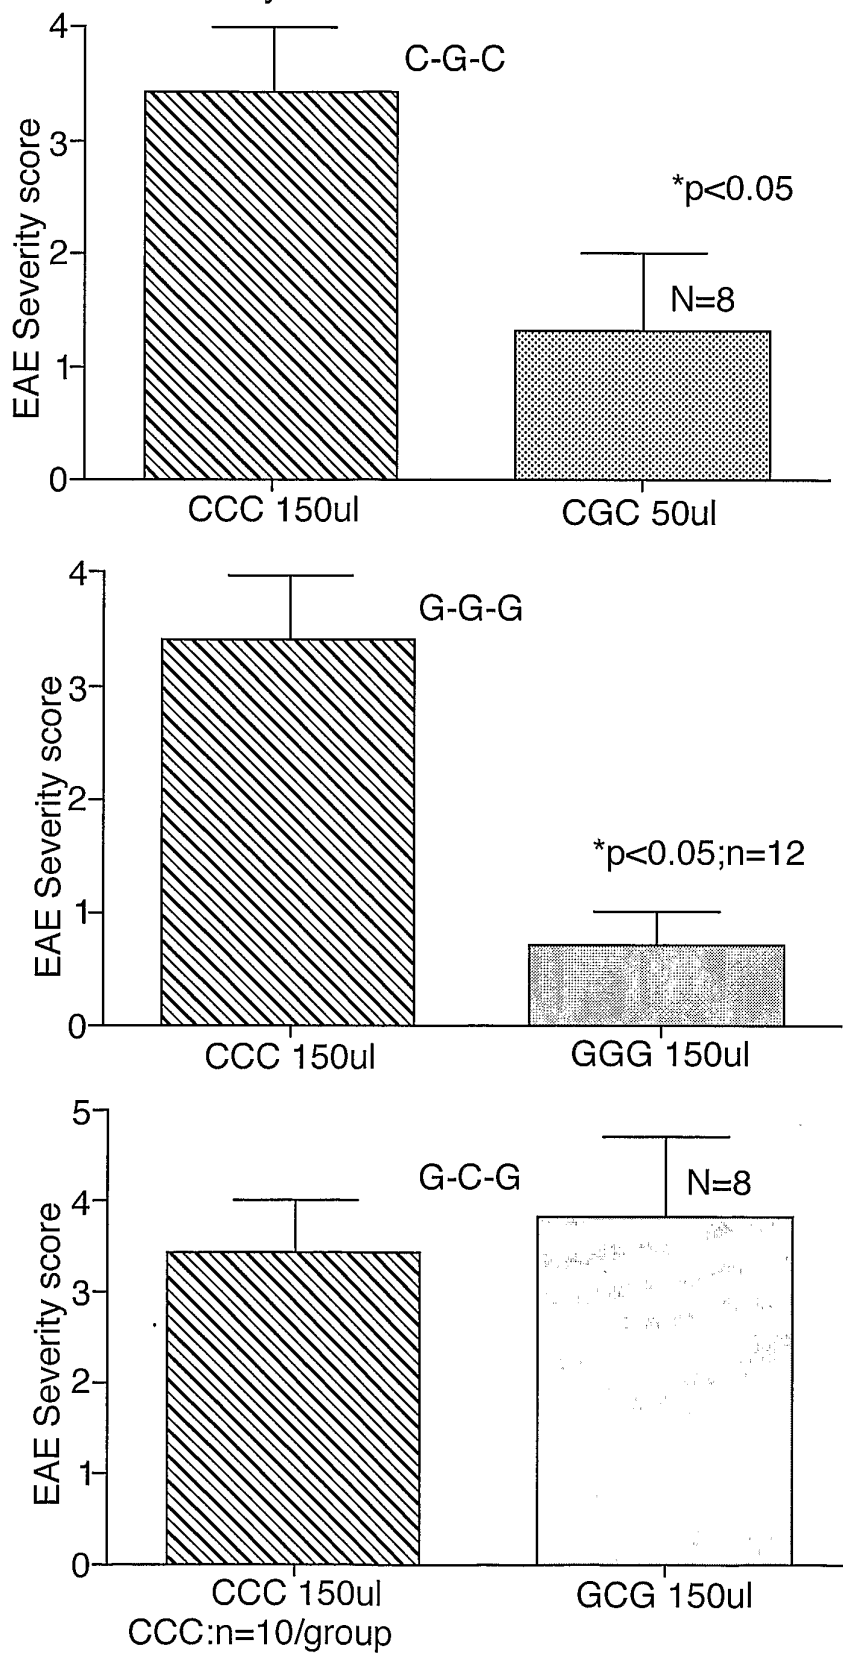 4
C-G-C
3
*p<0.05
2
N=8
1
0
EAE Severity score
CCC 150ul
CGC 50ul
4
G-G-G
3
2
*p<0.05;n=12
1
0
EAE Severity score
CCC 150ul
GGG 150ul
5
G-C-G
N=8
4
3
2
1
0
EAE Severity score
CCC 150ul
GCG 150ul
CCC:n=10/group